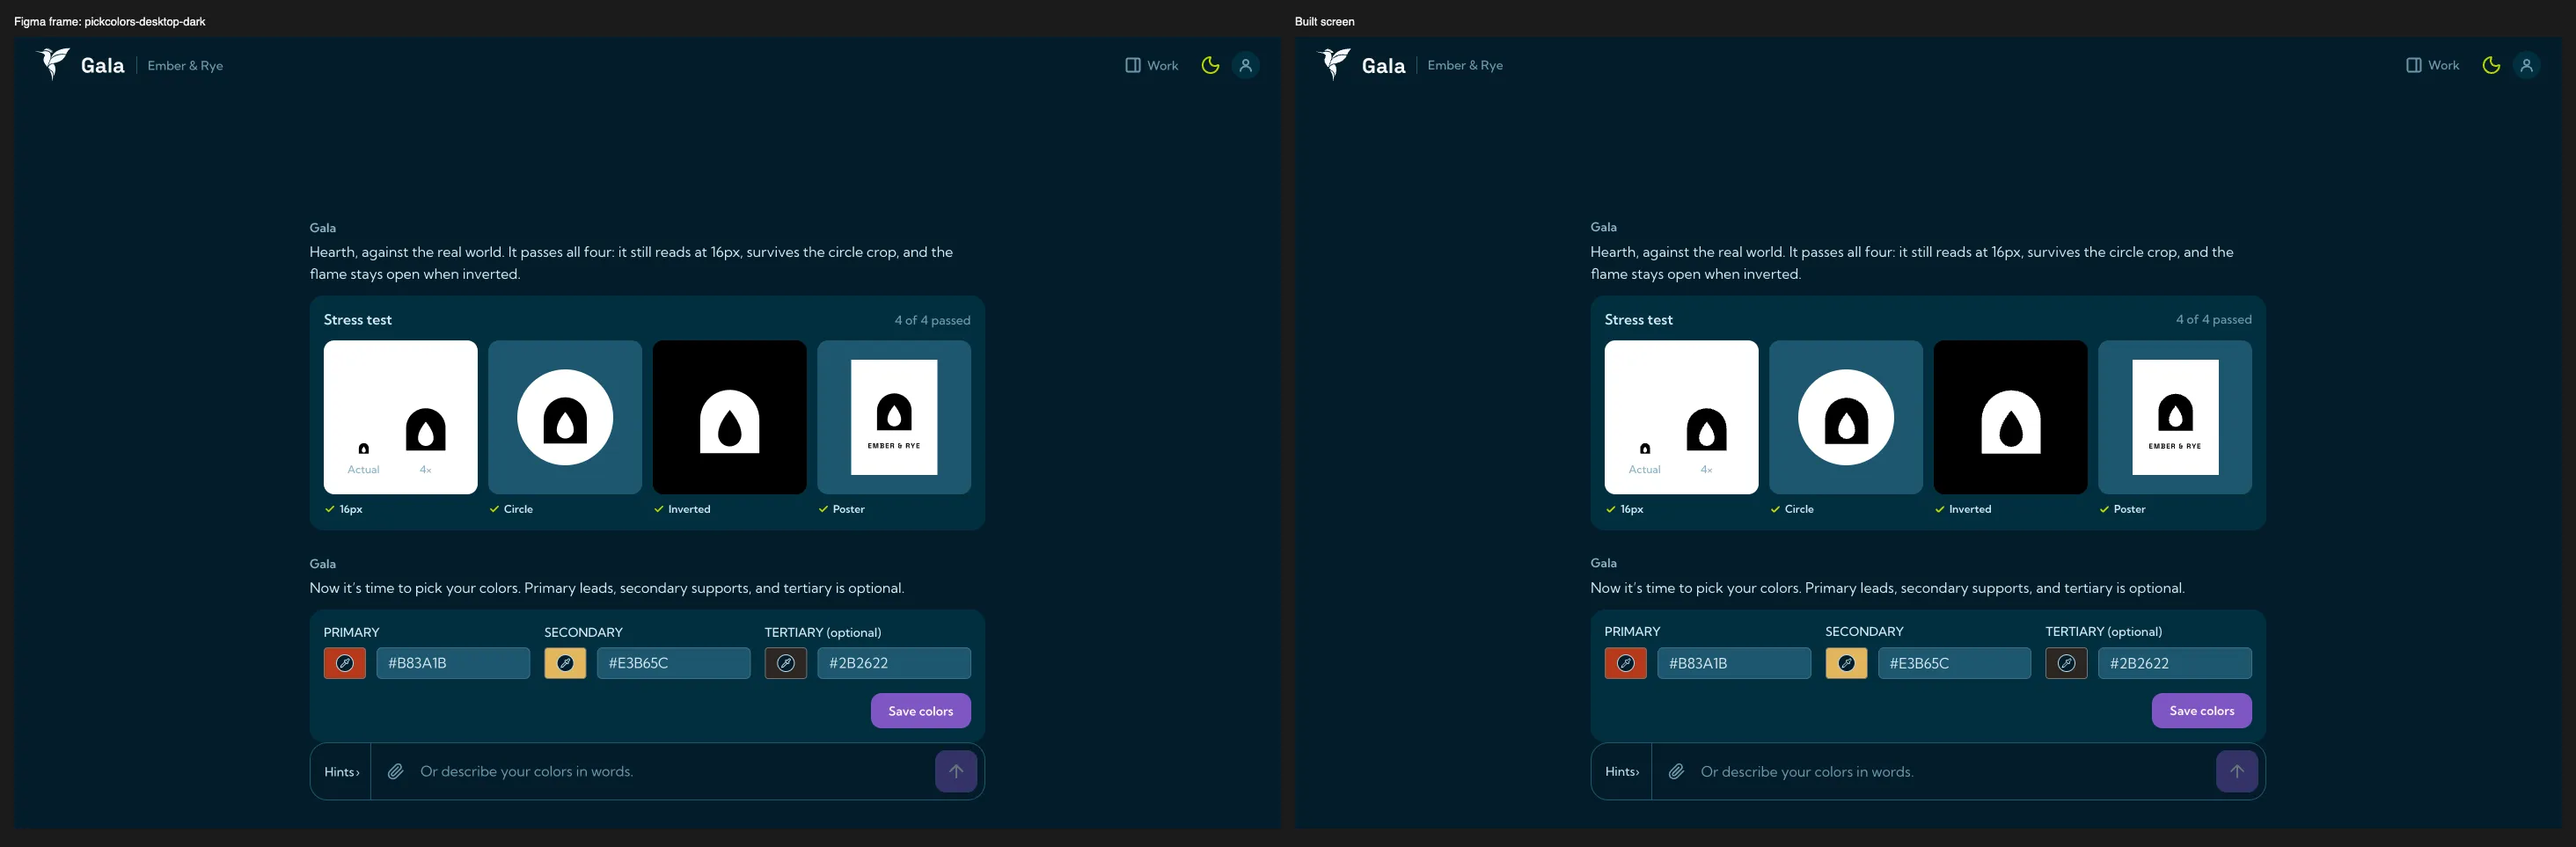 Figma frame: pickcolors-desktop-dark
Gala
Ember & Rye
Work
Gala
Hearth, against the real world. It passes all four: it still reads at 16px, survives the circle crop, and the
flame stays open when inverted.
Stress test
4 of 4 passed
EMBER & RYE
Actual
4×
16px
Circle
Inverted
Poster
Gala
Now it’s time to pick your colors. Primary leads, secondary supports, and tertiary is optional.
PRIMARY
SECONDARY
TERTIARY (optional)
#B83A1B
#E3B65C
#2B2622
Save colors
Hints›
Or describe your colors in words.
Built screen
Gala
Ember & Rye
Work
Gala
Hearth, against the real world. It passes all four: it still reads at 16px, survives the circle crop, and the
flame stays open when inverted.
Stress test
4 of 4 passed
EMBER & RYE
Actual
4×
16px
Circle
Inverted
Poster
Gala
Now it’s time to pick your colors. Primary leads, secondary supports, and tertiary is optional.
PRIMARY
SECONDARY
TERTIARY (optional)
#B83A1B
#E3B65C
#2B2622
Save colors
Hints›
Or describe your colors in words.